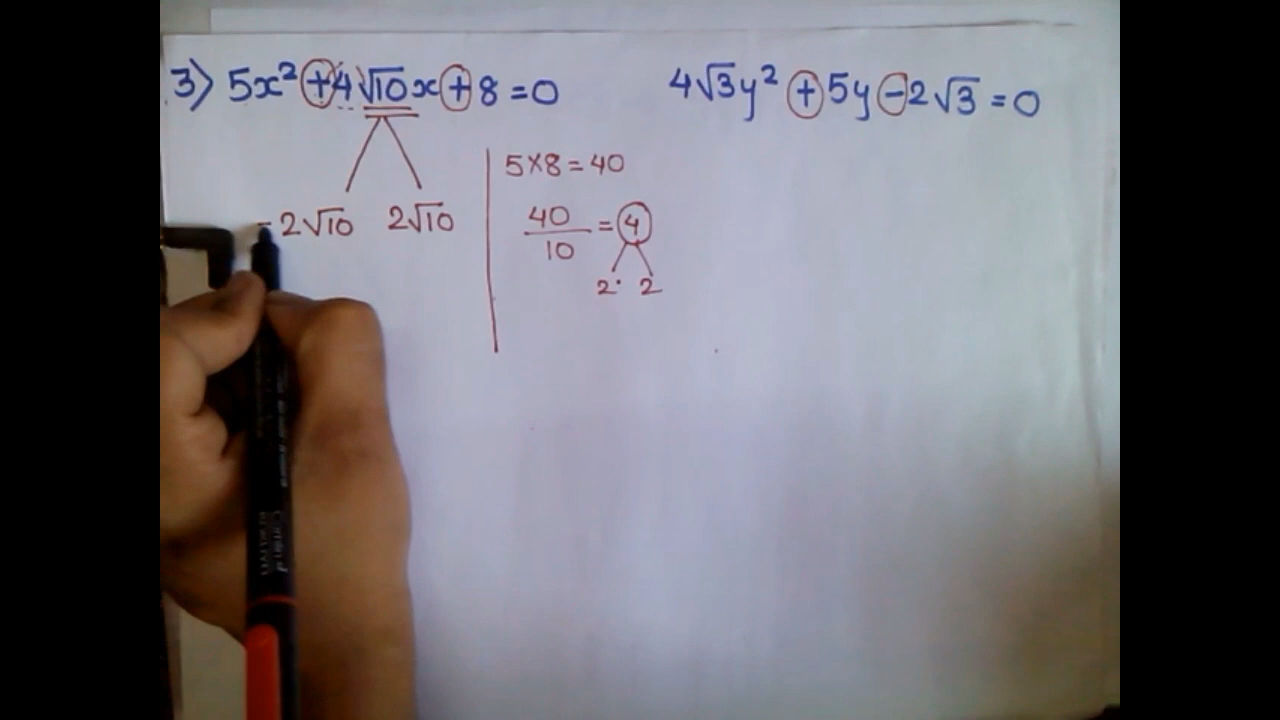 3) 5x² + 4√10x + 8 = 0
- 2√10 2√10
5×8 = 40
40/10 = 4
2 · 2
4√3y² + 5y - 2√3 = 0